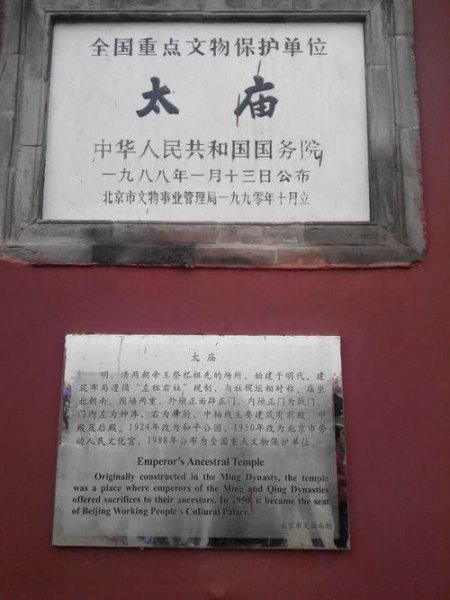 全国重点文物保护单位
太庙
中华人民共和国国务院
一九八八年一月十三日公布
北京市文物事业管理局一九九零年十月立
太庙
明、清两朝帝王祭祀祖先的场所，始建于明代。建
筑布局遵循“左祖右社”规制，与社稷坛相对称。庙坐
北朝南，围墙两重，外垣正面辟正门，内垣正门为戟门，
门内左为神库，右为神厨，中轴线主要建筑有前殿、中
殿及后殿。1924年改为和平公园，1950年改为北京市劳
动人民文化宫。1988年公布为全国重点文物保护单位。
Emperor's Ancestral Temple
Originally constructed in the Ming Dynasty, the temple
was a place where emperors of the Ming and Qing Dynasties
offered sacrifices to their ancestors. In 1950, it became the seat
of Beijing Working People's Cultural Palace.
北京市文物局制